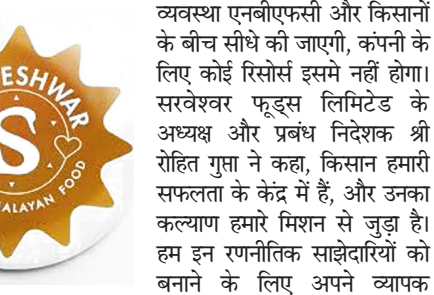 ESHWAR
S
ALAYAN FOOD
व्यवस्था एनबीएफसी और किसानों
के बीच सीधे की जाएगी, कंपनी के
लिए कोई रिसोर्स इसमे नहीं होगा।
सरवेश्वर फूड्स लिमिटेड के
अध्यक्ष और प्रबंध निदेशक श्री
रोहित गुप्ता ने कहा, किसान हमारी
सफलता के केंद्र में हैं, और उनका
कल्याण हमारे मिशन से जुड़ा है।
हम इन रणनीतिक साझेदारियों को
बनाने के लिए अपने व्यापक